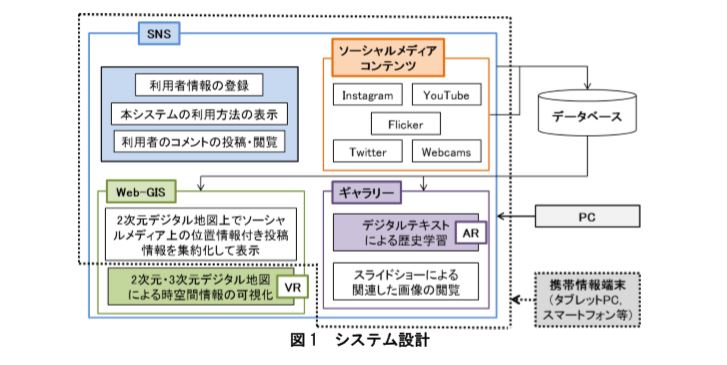 SNS
利用者情報の登録
本システムの利用方法の表示
利用者のコメントの投稿・閲覧
ソーシャルメディア
コンテンツ
Instagram
YouTube
Flicker
Twitter
Webcams
データベース
Web-GIS
2次元デジタル地図上でソーシャ
ルメディア上の位置情報付き投稿
情報を集約化して表示
2次元・3次元デジタル地図
による時空間情報の可視化
VR
ギャラリー
デジタルテキスト
による歴史学習
AR
スライドショーによる
関連した画像の閲覧
PC
携帯情報端末
(タブレットPC,
スマートフォン等)
図1 システム設計